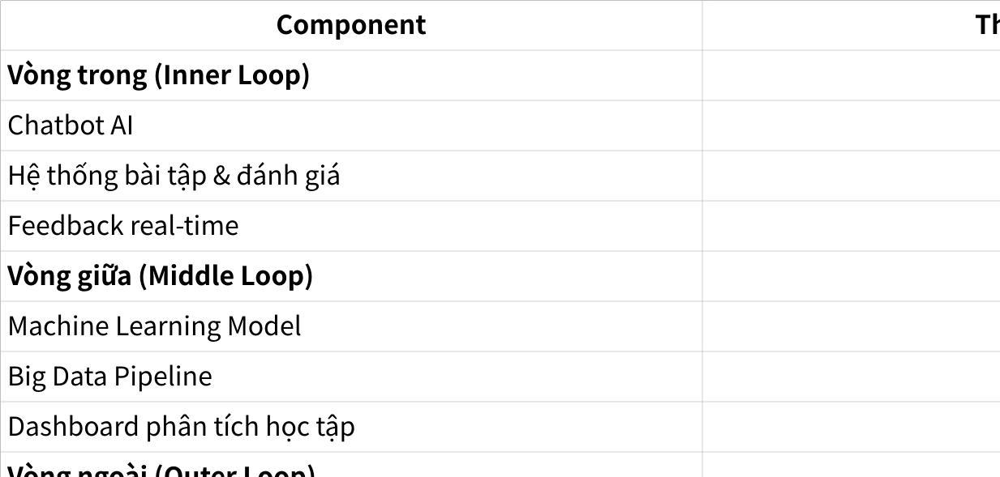 Component
Th
Vòng trong (Inner Loop)
Chatbot AI
Hệ thống bài tập & đánh giá
Feedback real-time
Vòng giữa (Middle Loop)
Machine Learning Model
Big Data Pipeline
Dashboard phân tích học tập
Vòng ngoài (Outer Loop)